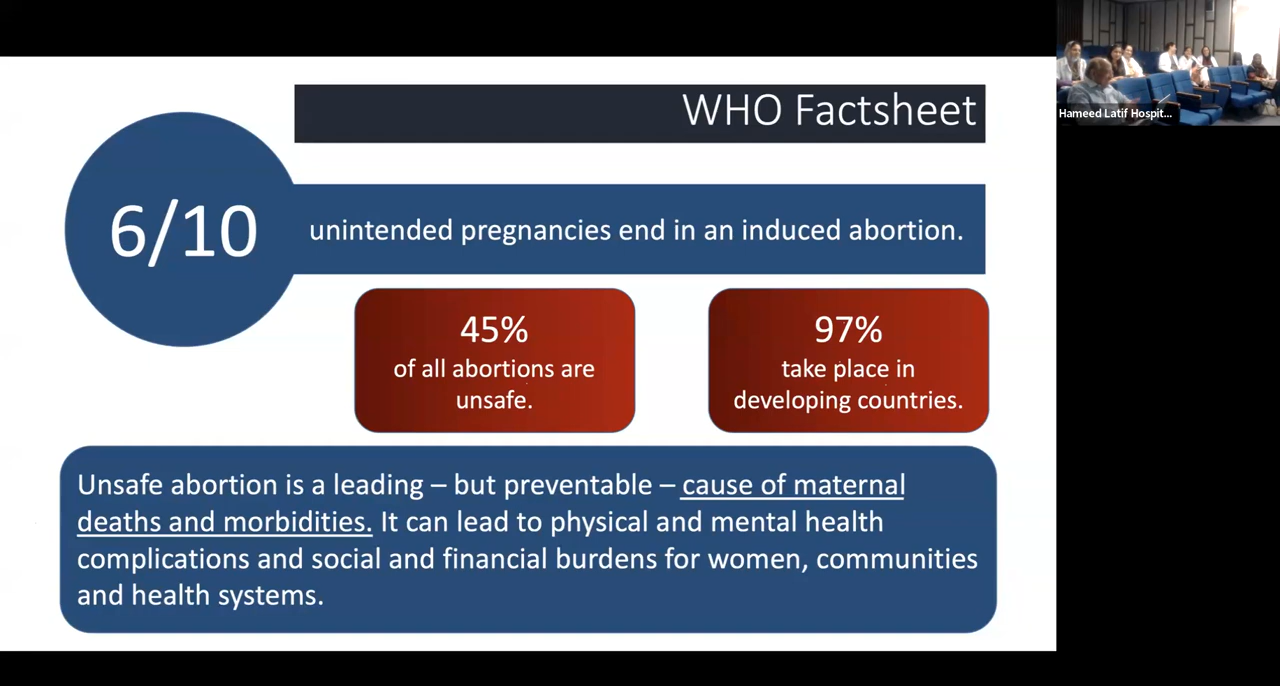 WHO Factsheet
6/10
unintended pregnancies end in an induced abortion.
45%
of all abortions are
unsafe.
97%
take place in
developing countries.
Unsafe abortion is a leading – but preventable – cause of maternal
deaths and morbidities. It can lead to physical and mental health
complications and social and financial burdens for women, communities
and health systems.
Hameed Latif Hospit...